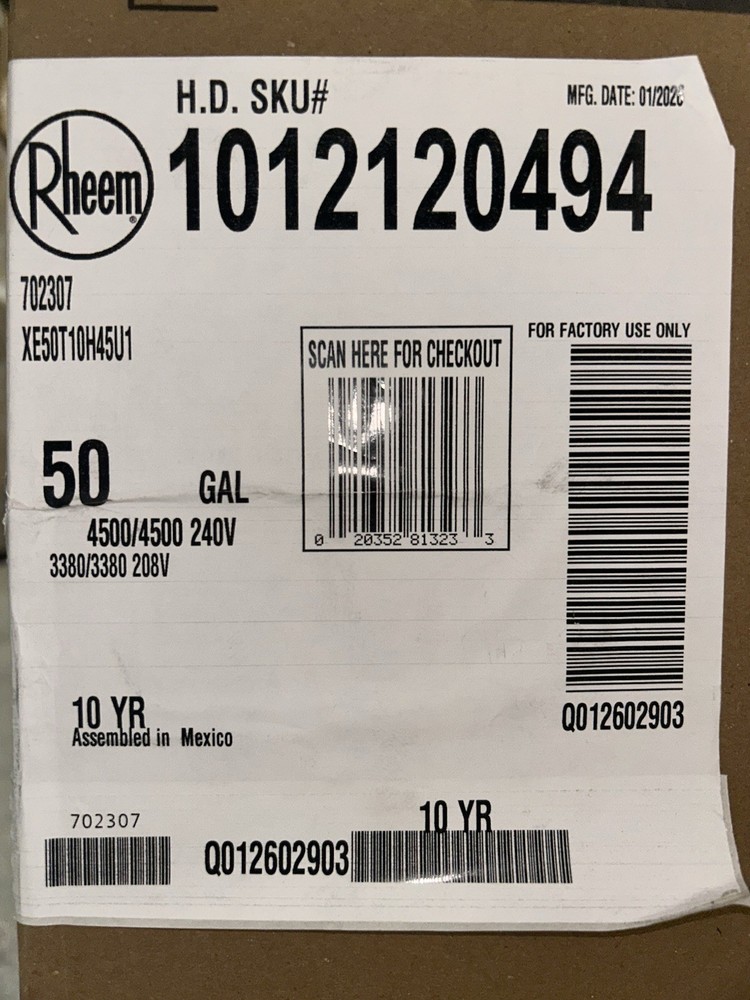 H.D. SKU#
MFG. DATE: 01/2026
Rheem
®
1012120494
702307
XE50T10H45U1
SCAN HERE FOR CHECKOUT
0 20352 81323 3
FOR FACTORY USE ONLY
50 GAL
4500/4500 240V
3380/3380 208V
Q012602903
10 YR
Assembled in Mexico
702307
10 YR
Q012602903